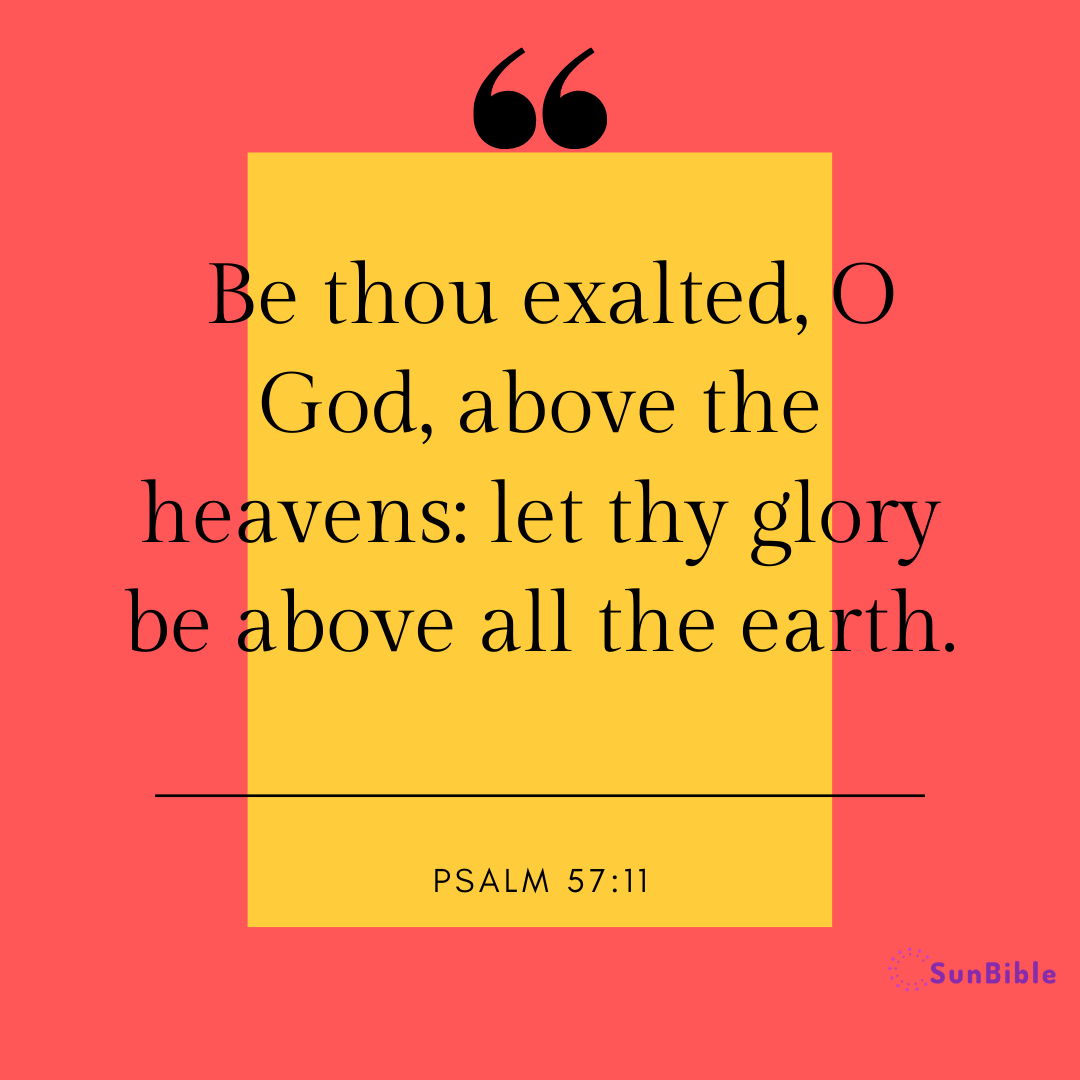 “
Be thou exalted, O
God, above the
heavens: let thy glory
be above all the earth.
PSALM 57:11
SunBible